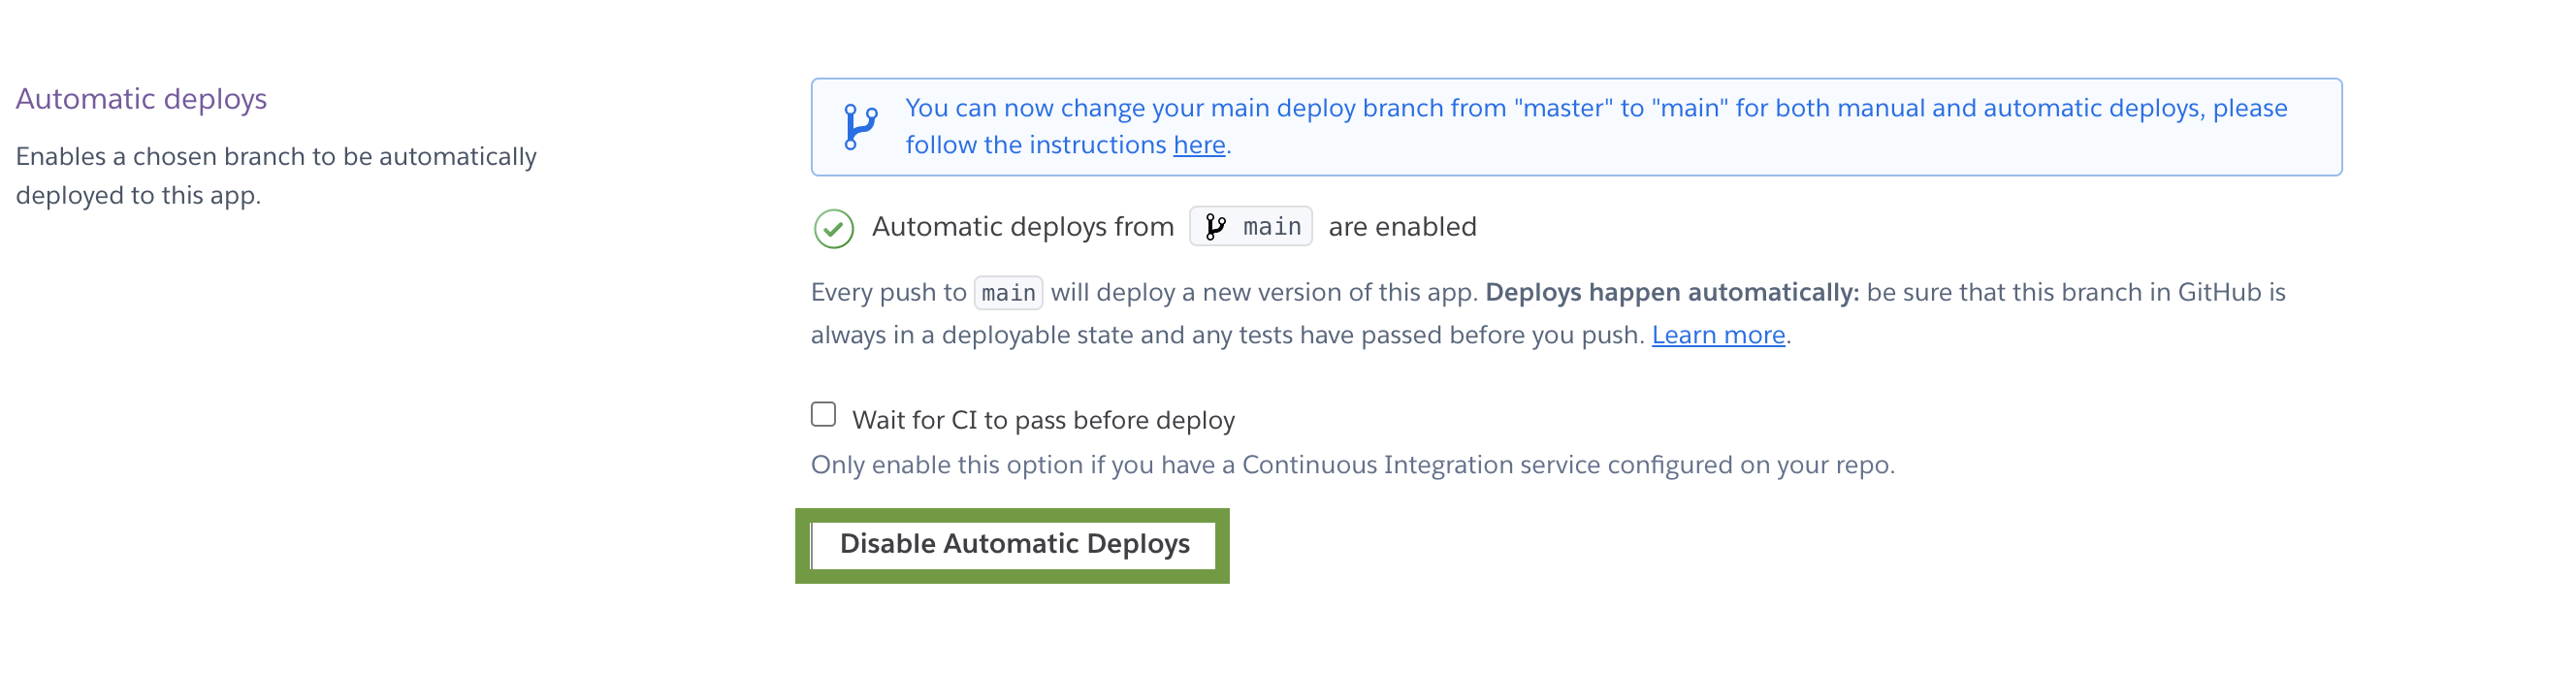 Automatic deploys
Enables a chosen branch to be automatically
deployed to this app.
You can now change your main deploy branch from "master" to "main" for both manual and automatic deploys, please
follow the instructions here.
Automatic deploys from main are enabled
Every push to main will deploy a new version of this app. Deploys happen automatically: be sure that this branch in GitHub is
always in a deployable state and any tests have passed before you push. Learn more.
Wait for CI to pass before deploy
Only enable this option if you have a Continuous Integration service configured on your repo.
Disable Automatic Deploys